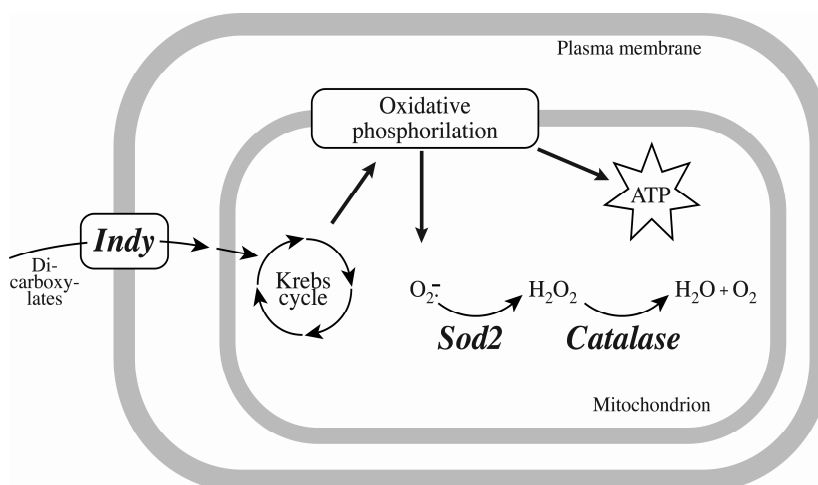 Plasma membrane
Oxidative
phosphorilation
ATP
Indy
Di-
carboxy-
lates
Krebs
cycle
O₂⁻· H₂O₂ H₂O + O₂
Sod2 Catalase
Mitochondrion